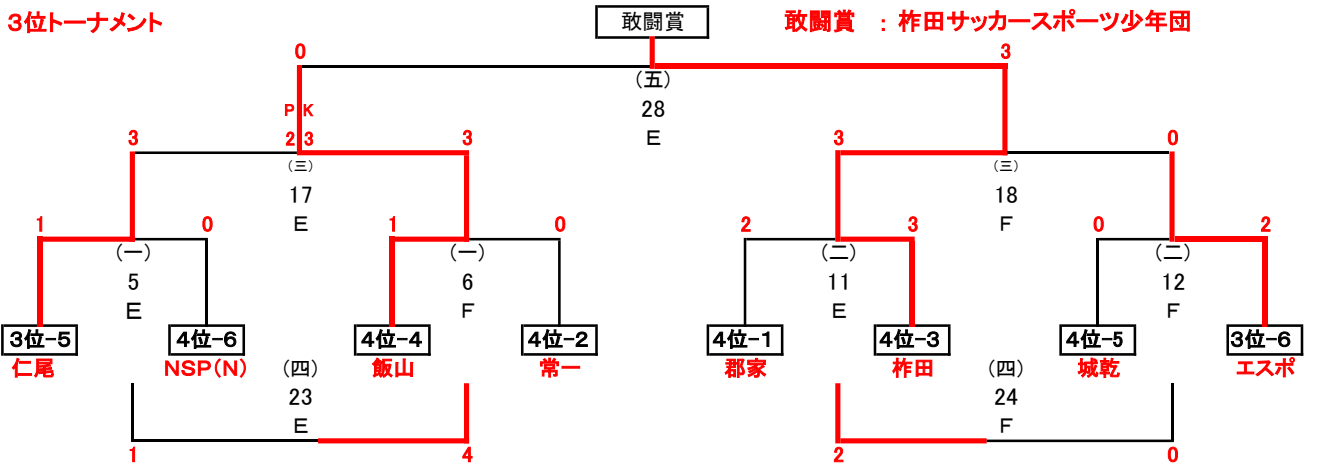 ３位トーナメント
敢闘賞
敢闘賞　：柞田サッカースポーツ少年団
0
3
（五）
28
E
ＰＫ
3
2 3
3
3
0
（三）
（三）
17
18
E
F
1
0
1
0
2
3
0
2
（一）
（一）
（二）
（二）
5
6
11
12
E
F
E
F
3位-5
4位-6
4位-4
4位-2
4位-1
4位-3
4位-5
3位-6
仁尾
NSP（N）
飯山
常一
郡家
柞田
城乾
エスポ
（四）
（四）
23
24
E
F
1
4
2
0